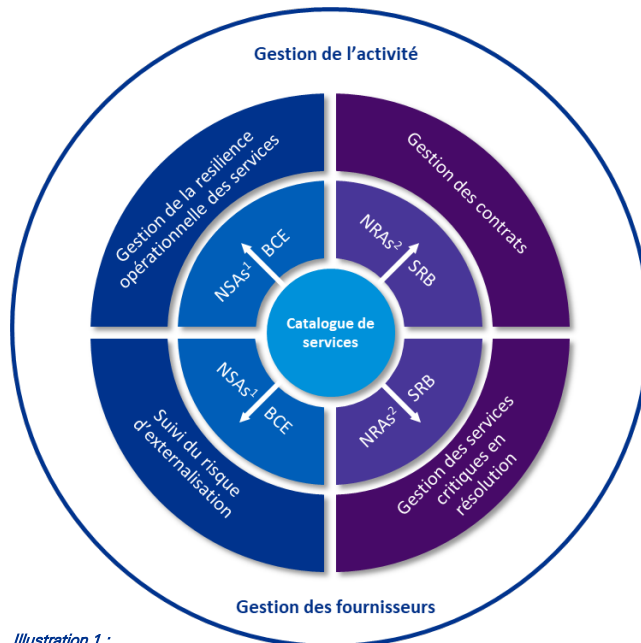 Gestion de l’activité
Gestion de la resilience
opérationnelle des services
Gestion des contrats
NSAs¹ BCE
NRAs² SRB
Catalogue de
services
NSAs¹ BCE
NRAs² SRB
Suivi du risque
d’externalisation
Gestion des services
critiques en
résolution
Gestion des fournisseurs
Illustration 1 :